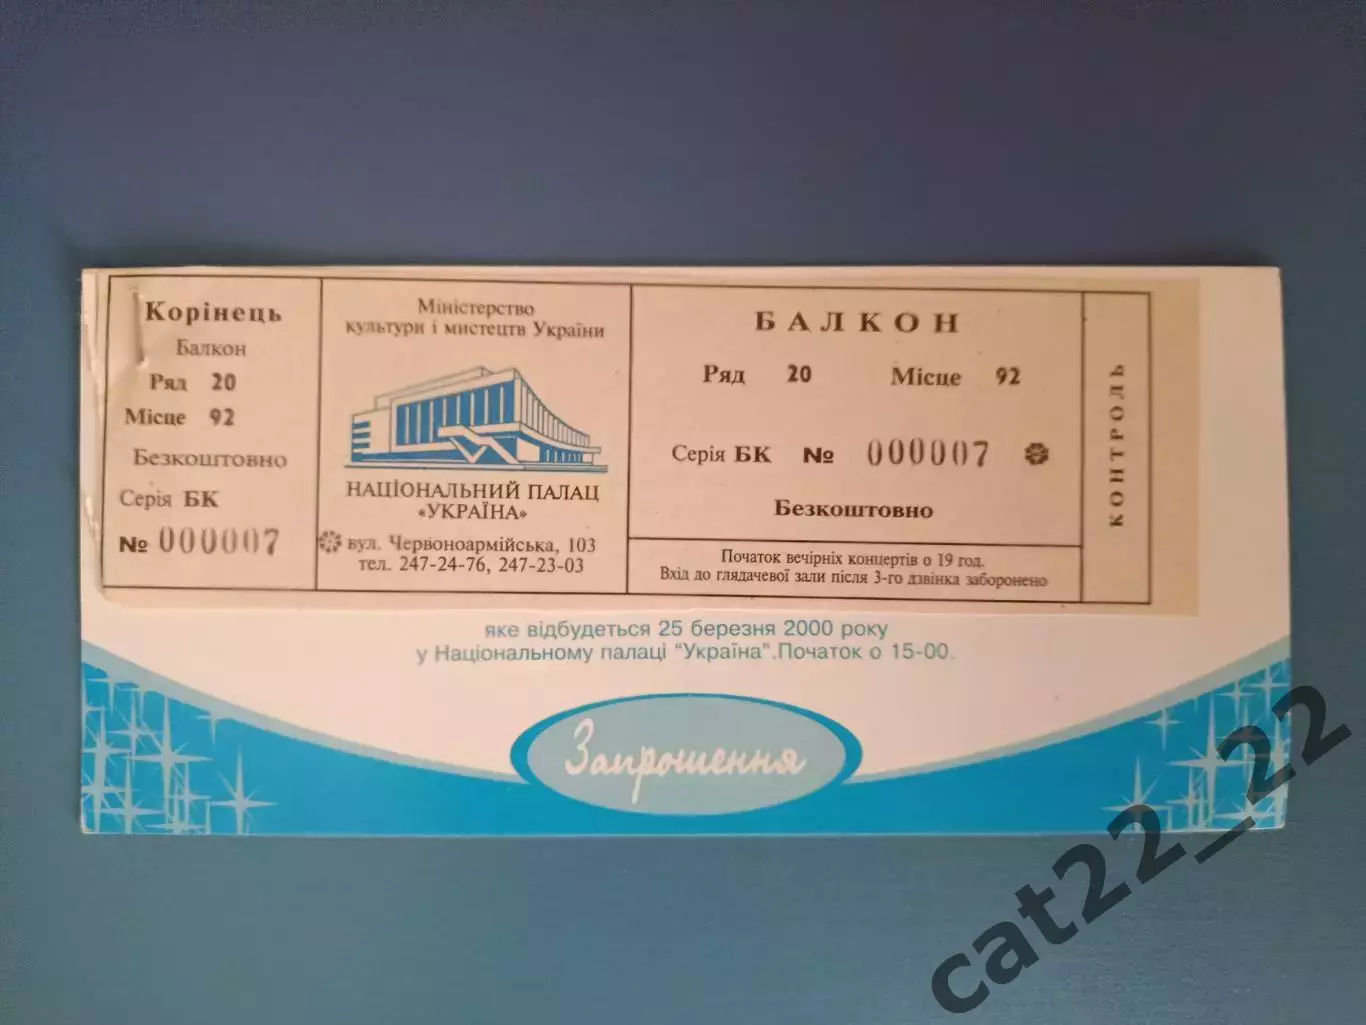 Корінець
Балкон
Ряд 20
Місце 92
Безкоштовно
Серія БК
№ 000007
Міністерство
культури і мистецтв України
НАЦІОНАЛЬНИЙ ПАЛАЦ
«УКРАЇНА»
вул. Червоноармійська, 103
тел. 247-24-76, 247-23-03
БАЛКОН
Ряд 20 Місце 92
Серія БК № 000007
Безкоштовно
Початок вечірніх концертів о 19 год.
Вхід до глядачевої зали після 3-го дзвінка заборонено
КОНТРОЛЬ
яке відбудеться 25 березня 2000 року
у Національному палаці "Україна".Початок о 15-00.
Запрошення
cat22_22